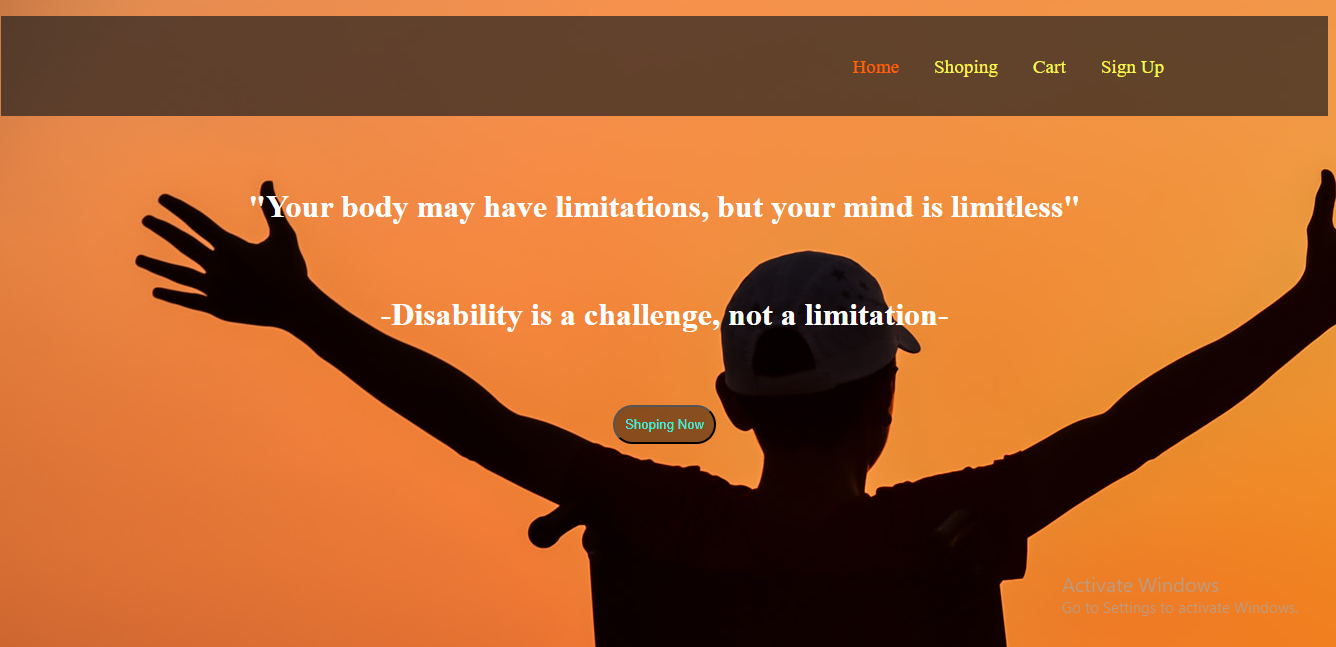 Home Shoping Cart Sign Up
"Your body may have limitations, but your mind is limitless"
-Disability is a challenge, not a limitation-
Shoping Now
Activate Windows
Go to Settings to activate Windows.